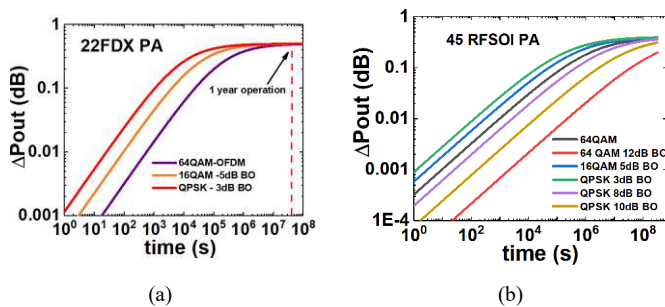 1
22FDX PA
0.1
1 year operation
0.01
64QAM-OFDM
16QAM -5dB BO
QPSK - 3dB BO
0.001
10⁰ 10¹ 10² 10³ 10⁴ 10⁵ 10⁶ 10⁷ 10⁸
time (s)
ΔPout (dB)
(a)
1
45 RFSOI PA
0.1
0.01
64QAM
64 QAM 12dB BO
16QAM 5dB BO
0.001
QPSK 3dB BO
QPSK 8dB BO
QPSK 10dB BO
1E-4
10⁰ 10² 10⁴ 10⁶ 10⁸
time (s)
ΔPout (dB)
(b)